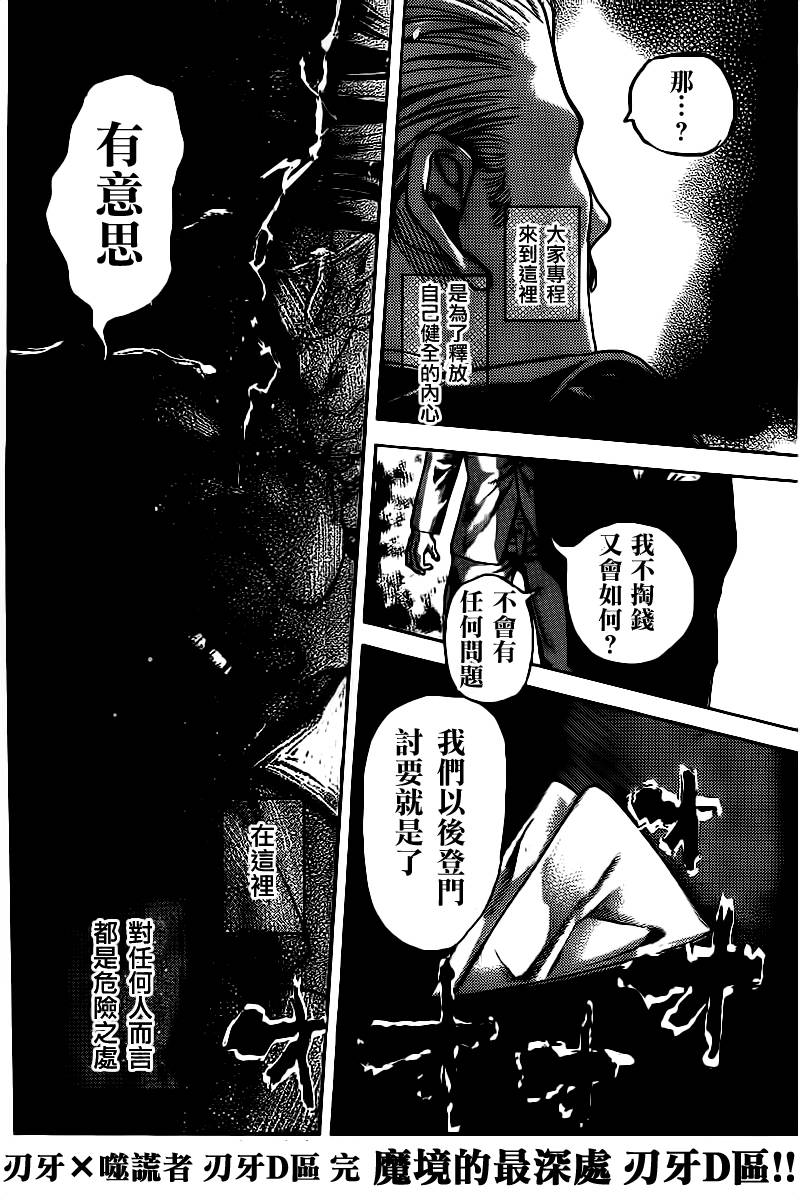 那…?
大家專程
來到這裡
是為了釋放
自己健全的內心
我不掏錢
又會如何?
不會有
任何問題
我們以後登門
討要就是了
有意思
在這裡
對任何人而言
都是危險之處
刃牙×噬謊者 刃牙D區 完 魔境的最深處 刃牙D區!!